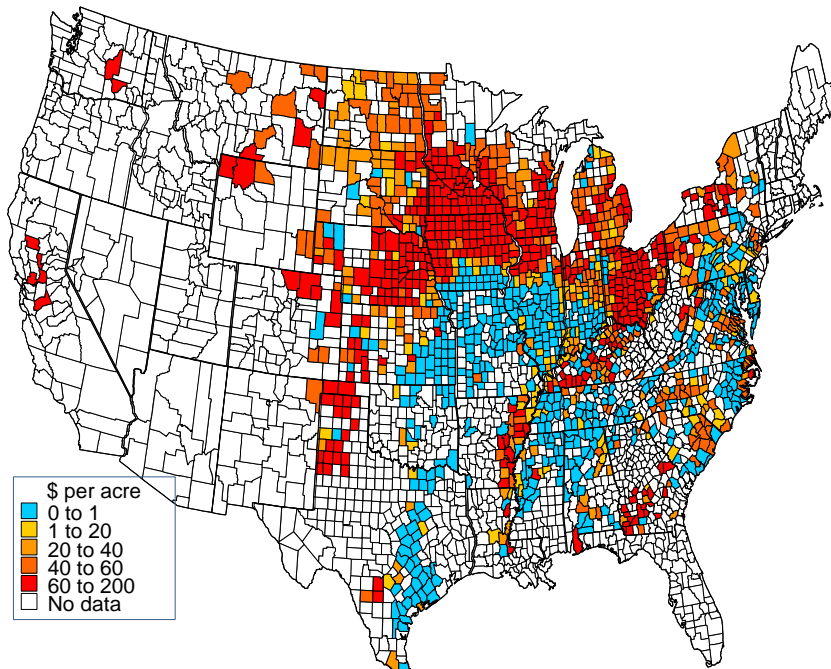 $ per acre
0 to 1
1 to 20
20 to 40
40 to 60
60 to 200
No data